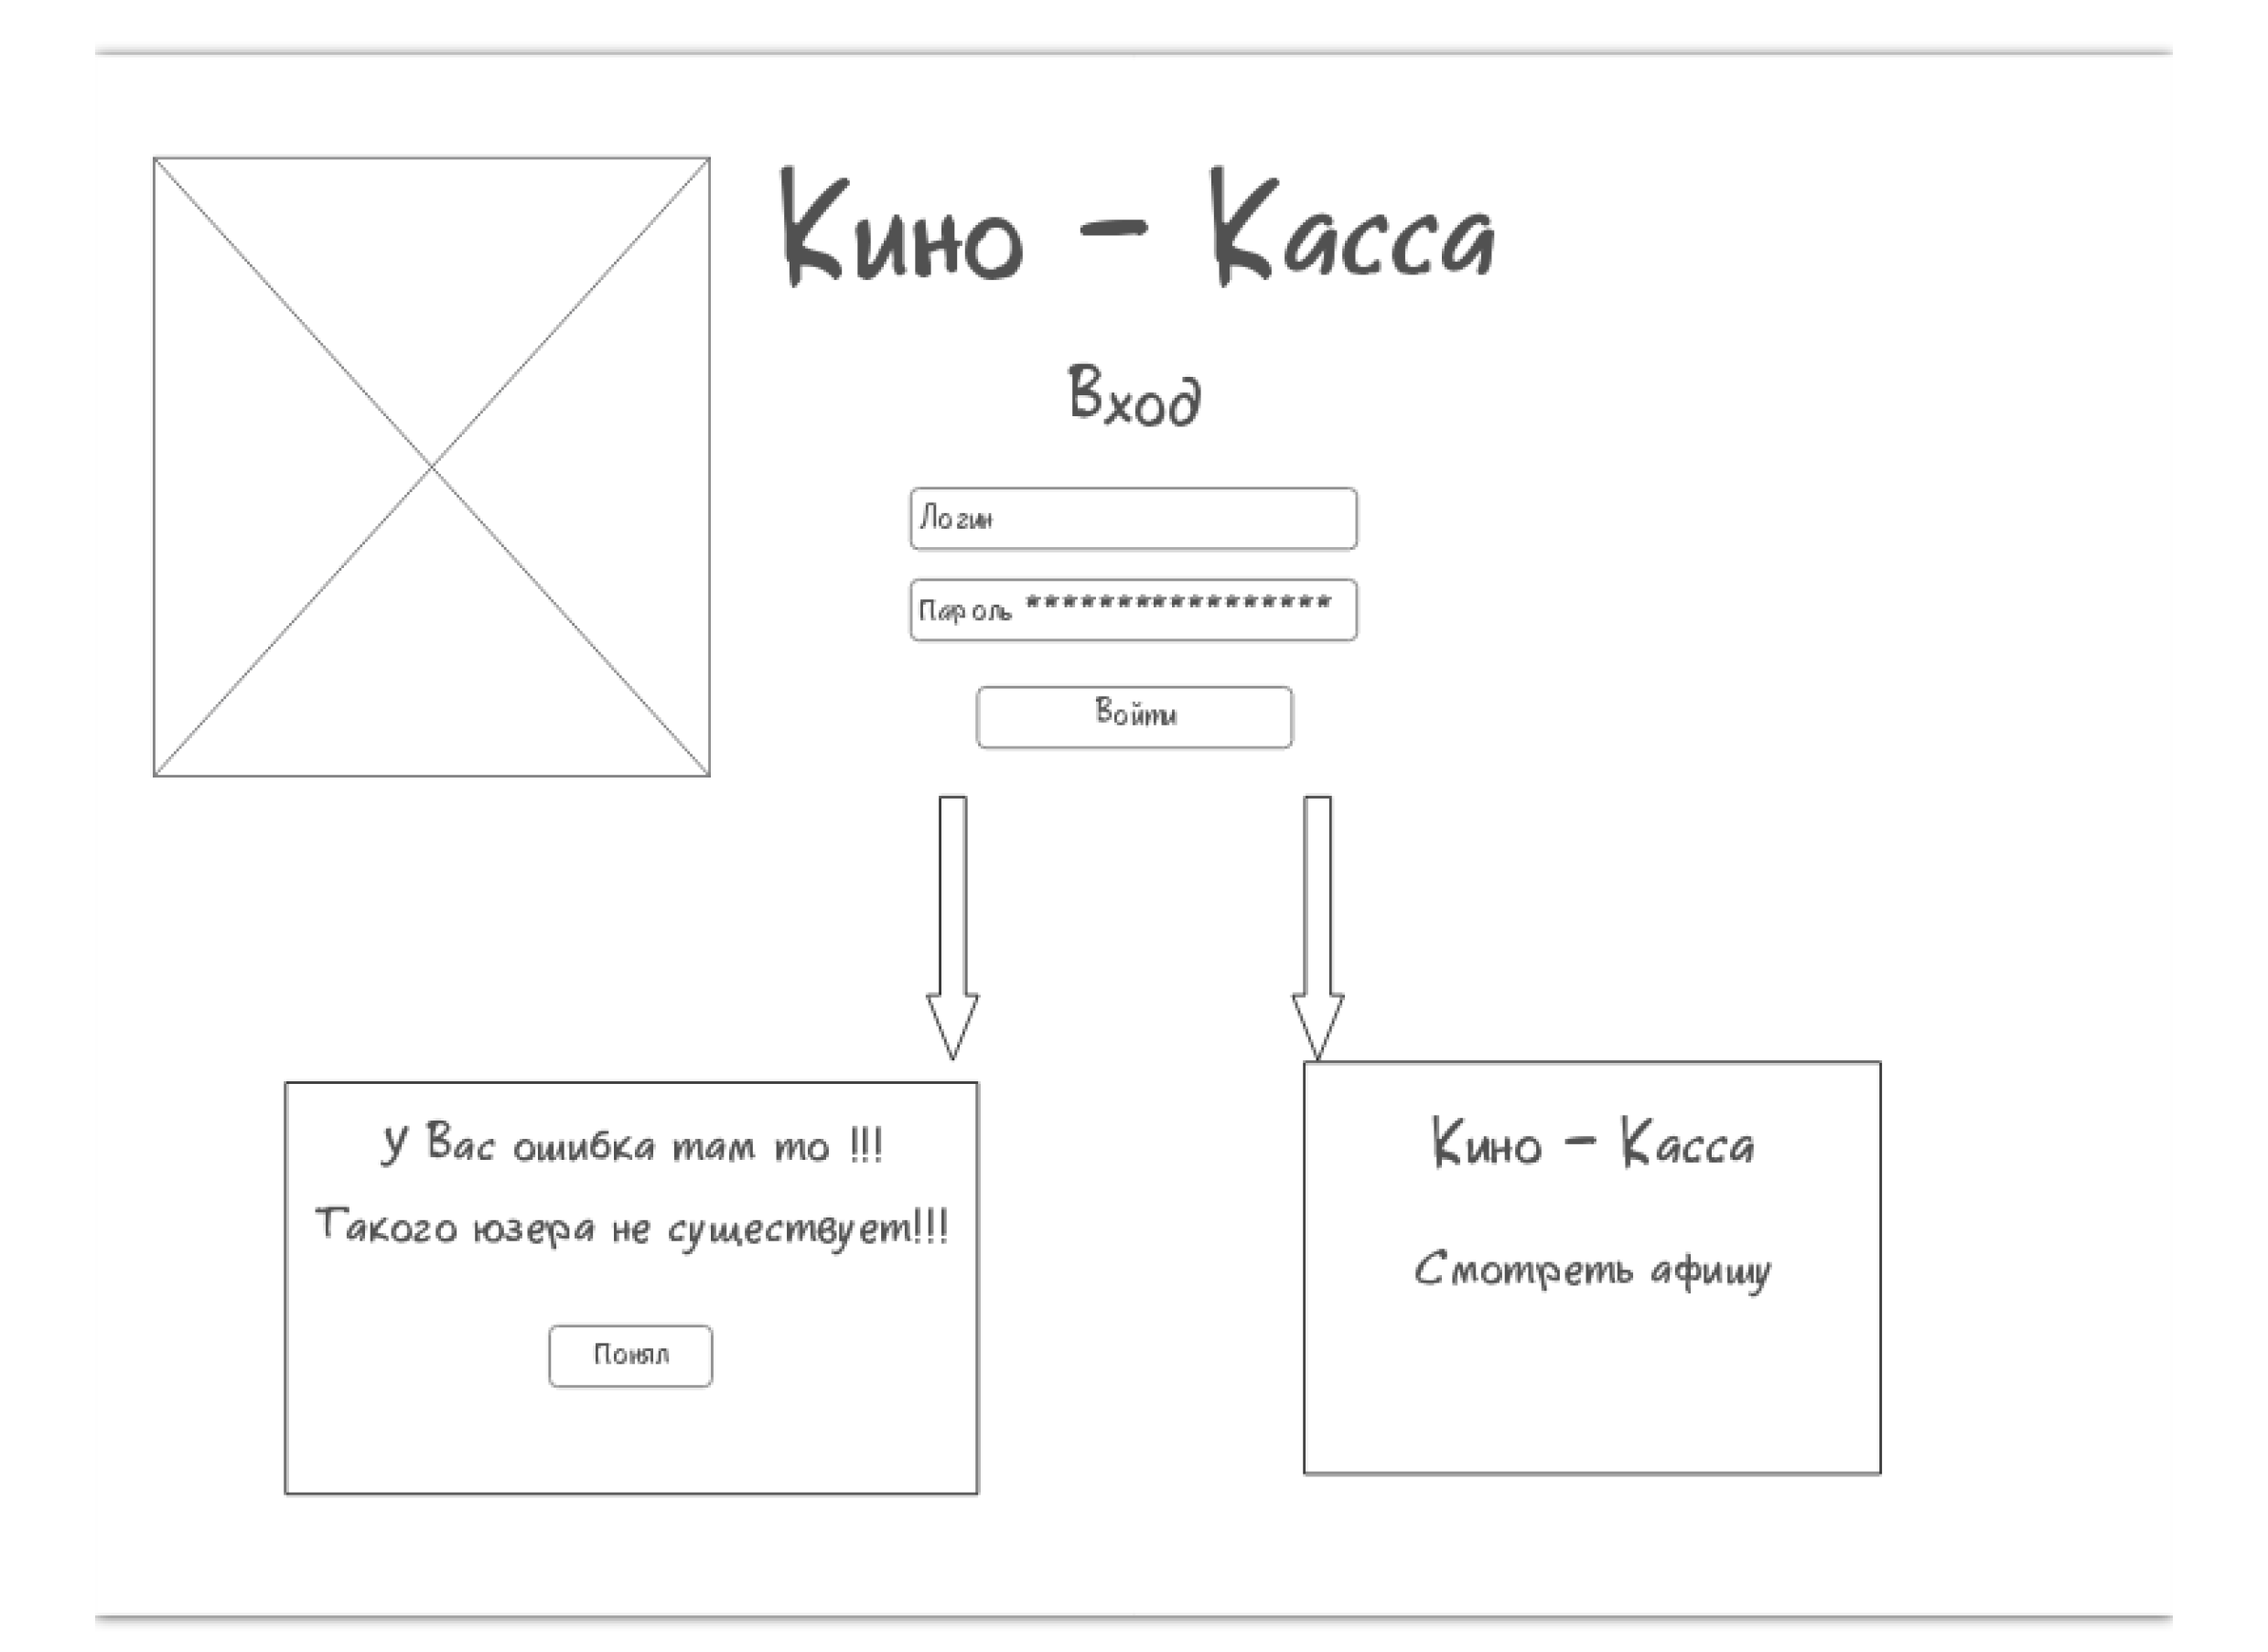 Кино - Касса
Вход
Логин
Пароль *****************
Войти
У Вас ошибка там то !!!
Такого юзера не существует!!!
Понял
Кино - Касса
Смотреть афишу